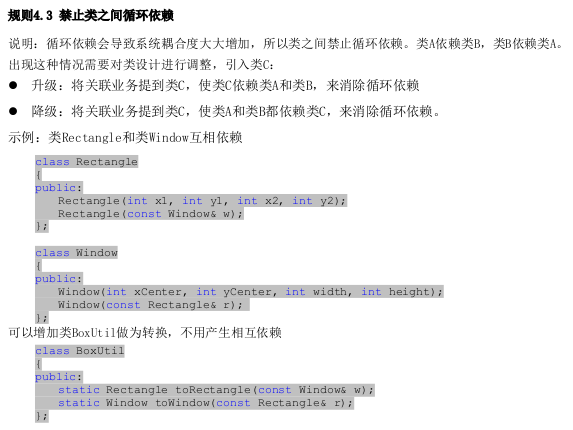 规则4.3 禁止类之间循环依赖
说明：循环依赖会导致系统耦合度大大增加，所以类之间禁止循环依赖。类A依赖类B，类B依赖类A。
出现这种情况需要对类设计进行调整，引入类C：
● 升级：将关联业务提到类C，使类C依赖类A和类B，来消除循环依赖
● 降级：将关联业务提到类C，使类A和类B都依赖类C，来消除循环依赖。
示例：类Rectangle和类Window互相依赖
class Rectangle
{
public:
    Rectangle(int x1, int y1, int x2, int y2);
    Rectangle(const Window& w);
};
class Window
{
public:
    Window(int xCenter, int yCenter, int width, int height);
    Window(const Rectangle& r);
};
可以增加类BoxUtil做为转换，不用产生相互依赖
class BoxUtil
{
public:
    static Rectangle toRectangle(const Window& w);
    static Window toWindow(const Rectangle& r);
};